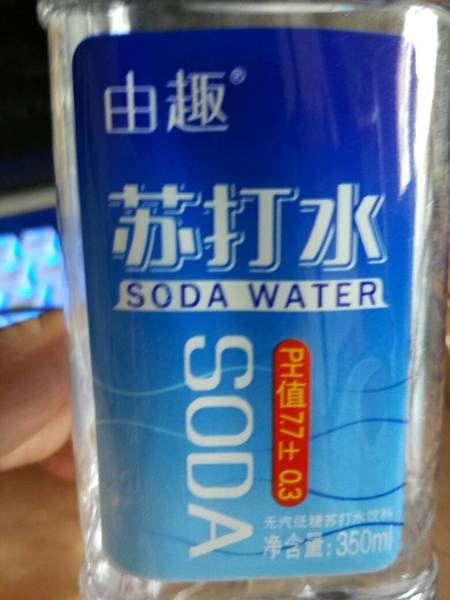 由趣®
苏打水
SODA WATER
SODA
PH值7.7±0.3
无汽低糖苏打水饮料
净含量:350ml